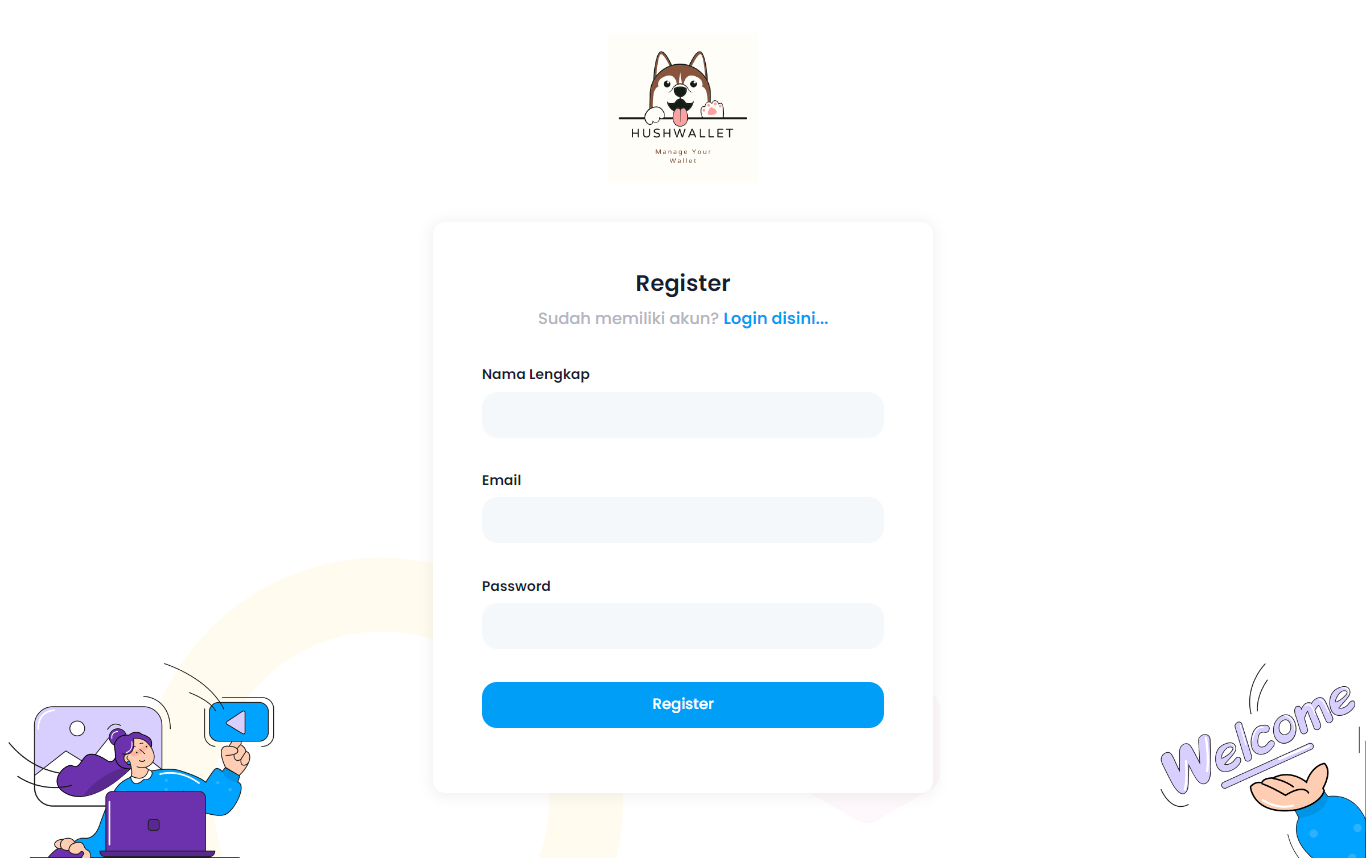 HUSHWALLET
Manage Your
Wallet
Register
Sudah memiliki akun? Login disini...
Nama Lengkap
Email
Password
Register
Welcome